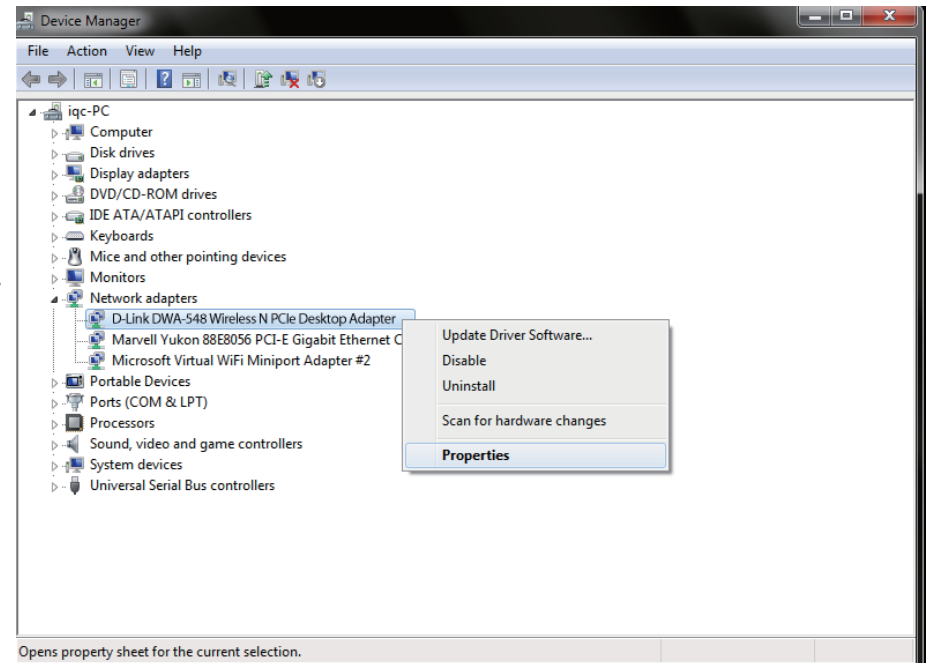 Device Manager
File Action View Help
iqc-PC
Computer
Disk drives
Display adapters
DVD/CD-ROM drives
IDE ATA/ATAPI controllers
Keyboards
Mice and other pointing devices
Monitors
Network adapters
D-Link DWA-548 Wireless N PCIe Desktop Adapter
Marvell Yukon 88E8056 PCI-E Gigabit Ethernet C
Microsoft Virtual WiFi Miniport Adapter #2
Portable Devices
Ports (COM & LPT)
Processors
Sound, video and game controllers
System devices
Universal Serial Bus controllers
Update Driver Software...
Disable
Uninstall
Scan for hardware changes
Properties
Opens property sheet for the current selection.